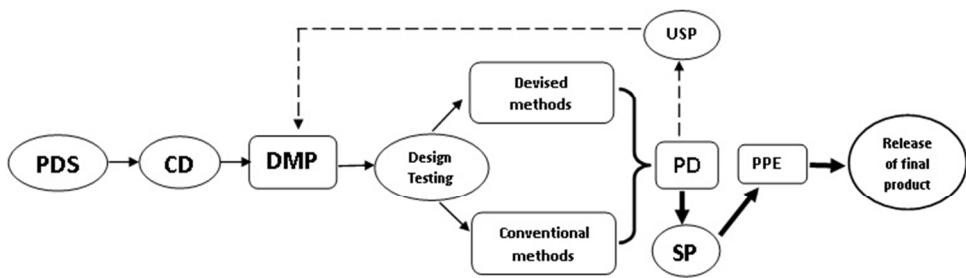 USP
Devised
methods
PDS
CD
DMP
Design
Testing
PD
PPE
Release
of final
product
Conventional
methods
SP